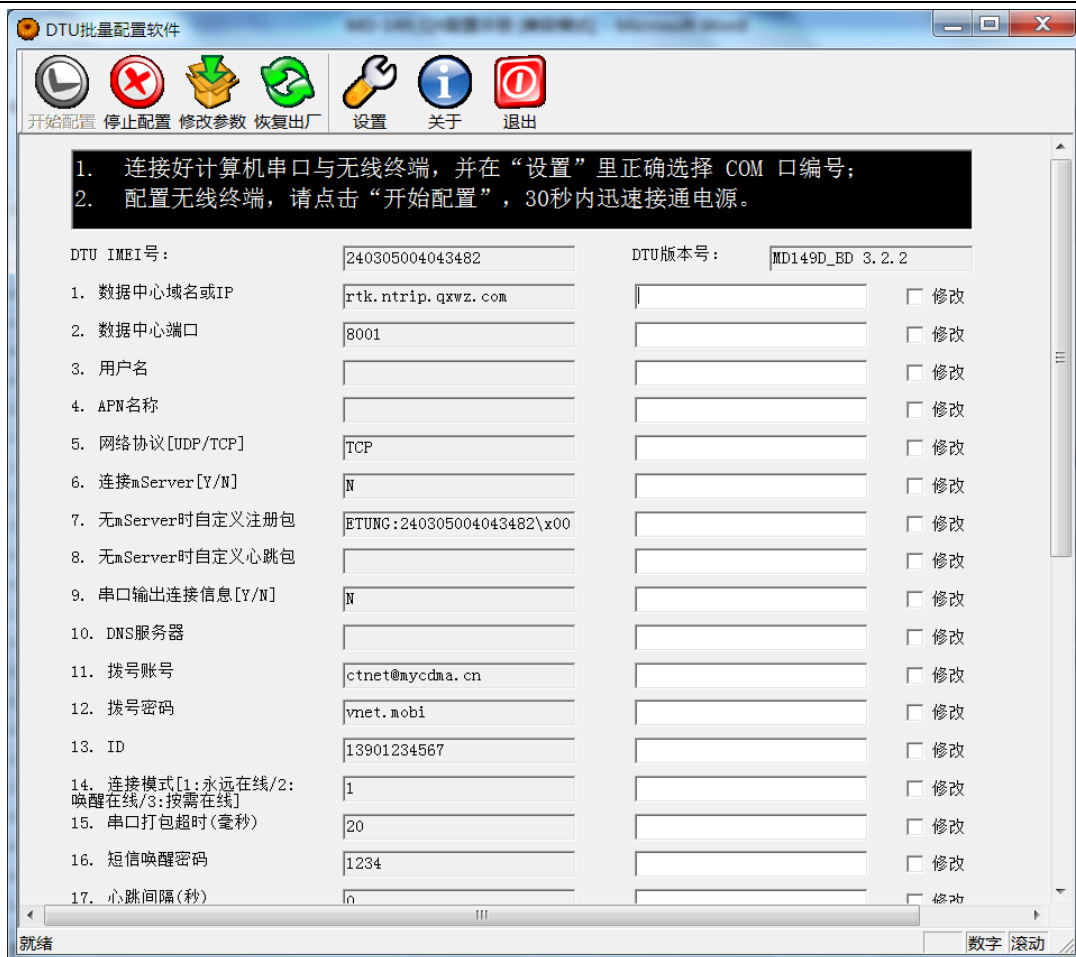 DTU批量配置软件
开始配置 停止配置 修改参数 恢复出厂 设置 关于 退出
1. 连接好计算机串口与无线终端，并在“设置”里正确选择 COM 口编号；
2. 配置无线终端，请点击“开始配置”，30秒内迅速接通电源。
DTU IMEI号： 240305004043482 DTU版本号： MD149D_BD 3.2.2
1. 数据中心域名或IP rtk.ntrip.qxwz.com 修改
2. 数据中心端口 8001 修改
3. 用户名 修改
4. APN名称 修改
5. 网络协议[UDP/TCP] TCP 修改
6. 连接mServer[Y/N] N 修改
7. 无mServer时自定义注册包 ETUNG:240305004043482\x00 修改
8. 无mServer时自定义心跳包 修改
9. 串口输出连接信息[Y/N] N 修改
10. DNS服务器 修改
11. 拨号账号 ctnet@mycdma.cn 修改
12. 拨号密码 vnet.mobi 修改
13. ID 13901234567 修改
14. 连接模式[1:永远在线/2:
唤醒在线/3:按需在线] 1 修改
15. 串口打包超时(毫秒) 20 修改
16. 短信唤醒密码 1234 修改
17. 心跳间隔(秒) 0 修改
就绪 数字 滚动